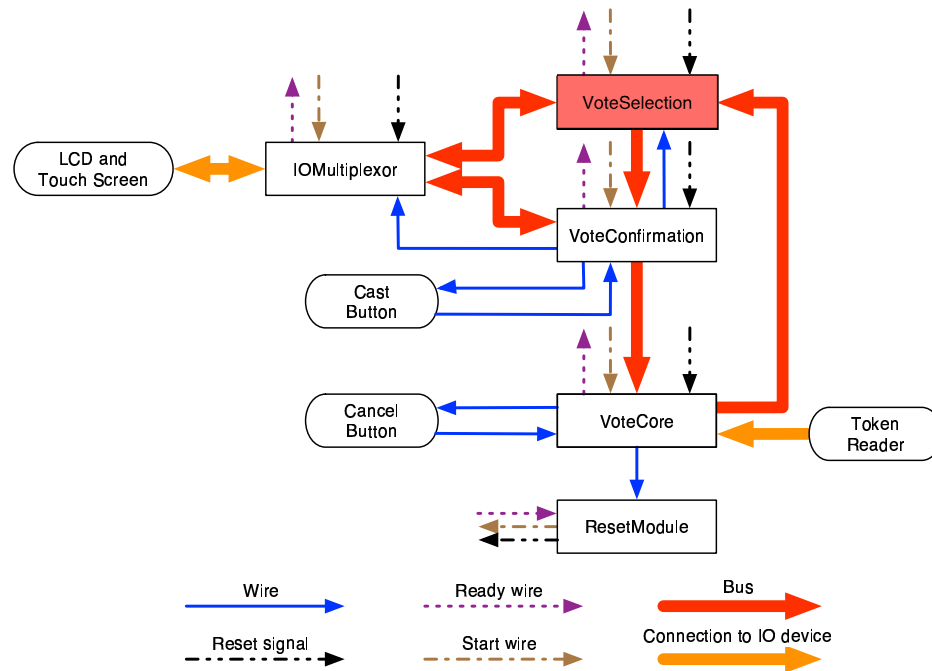 VoteSelection
LCD and
Touch Screen
IOMultiplexor
VoteConfirmation
Cast
Button
Cancel
Button
VoteCore
Token
Reader
ResetModule
Wire
Ready wire
Bus
Reset signal
Start wire
Connection to IO device